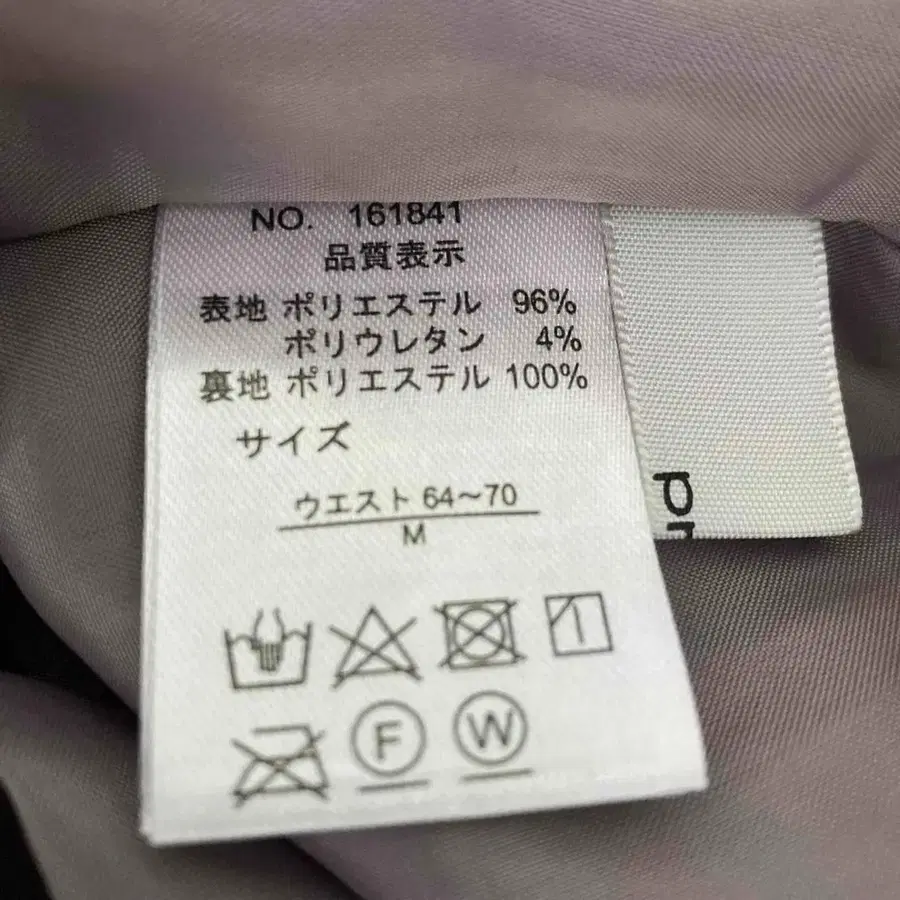 NO. 161841
品質表示
表地 ポリエステル 96%
ポリウレタン 4%
裏地 ポリエステル 100%
サイズ
ウエスト 64～70
M
F
W